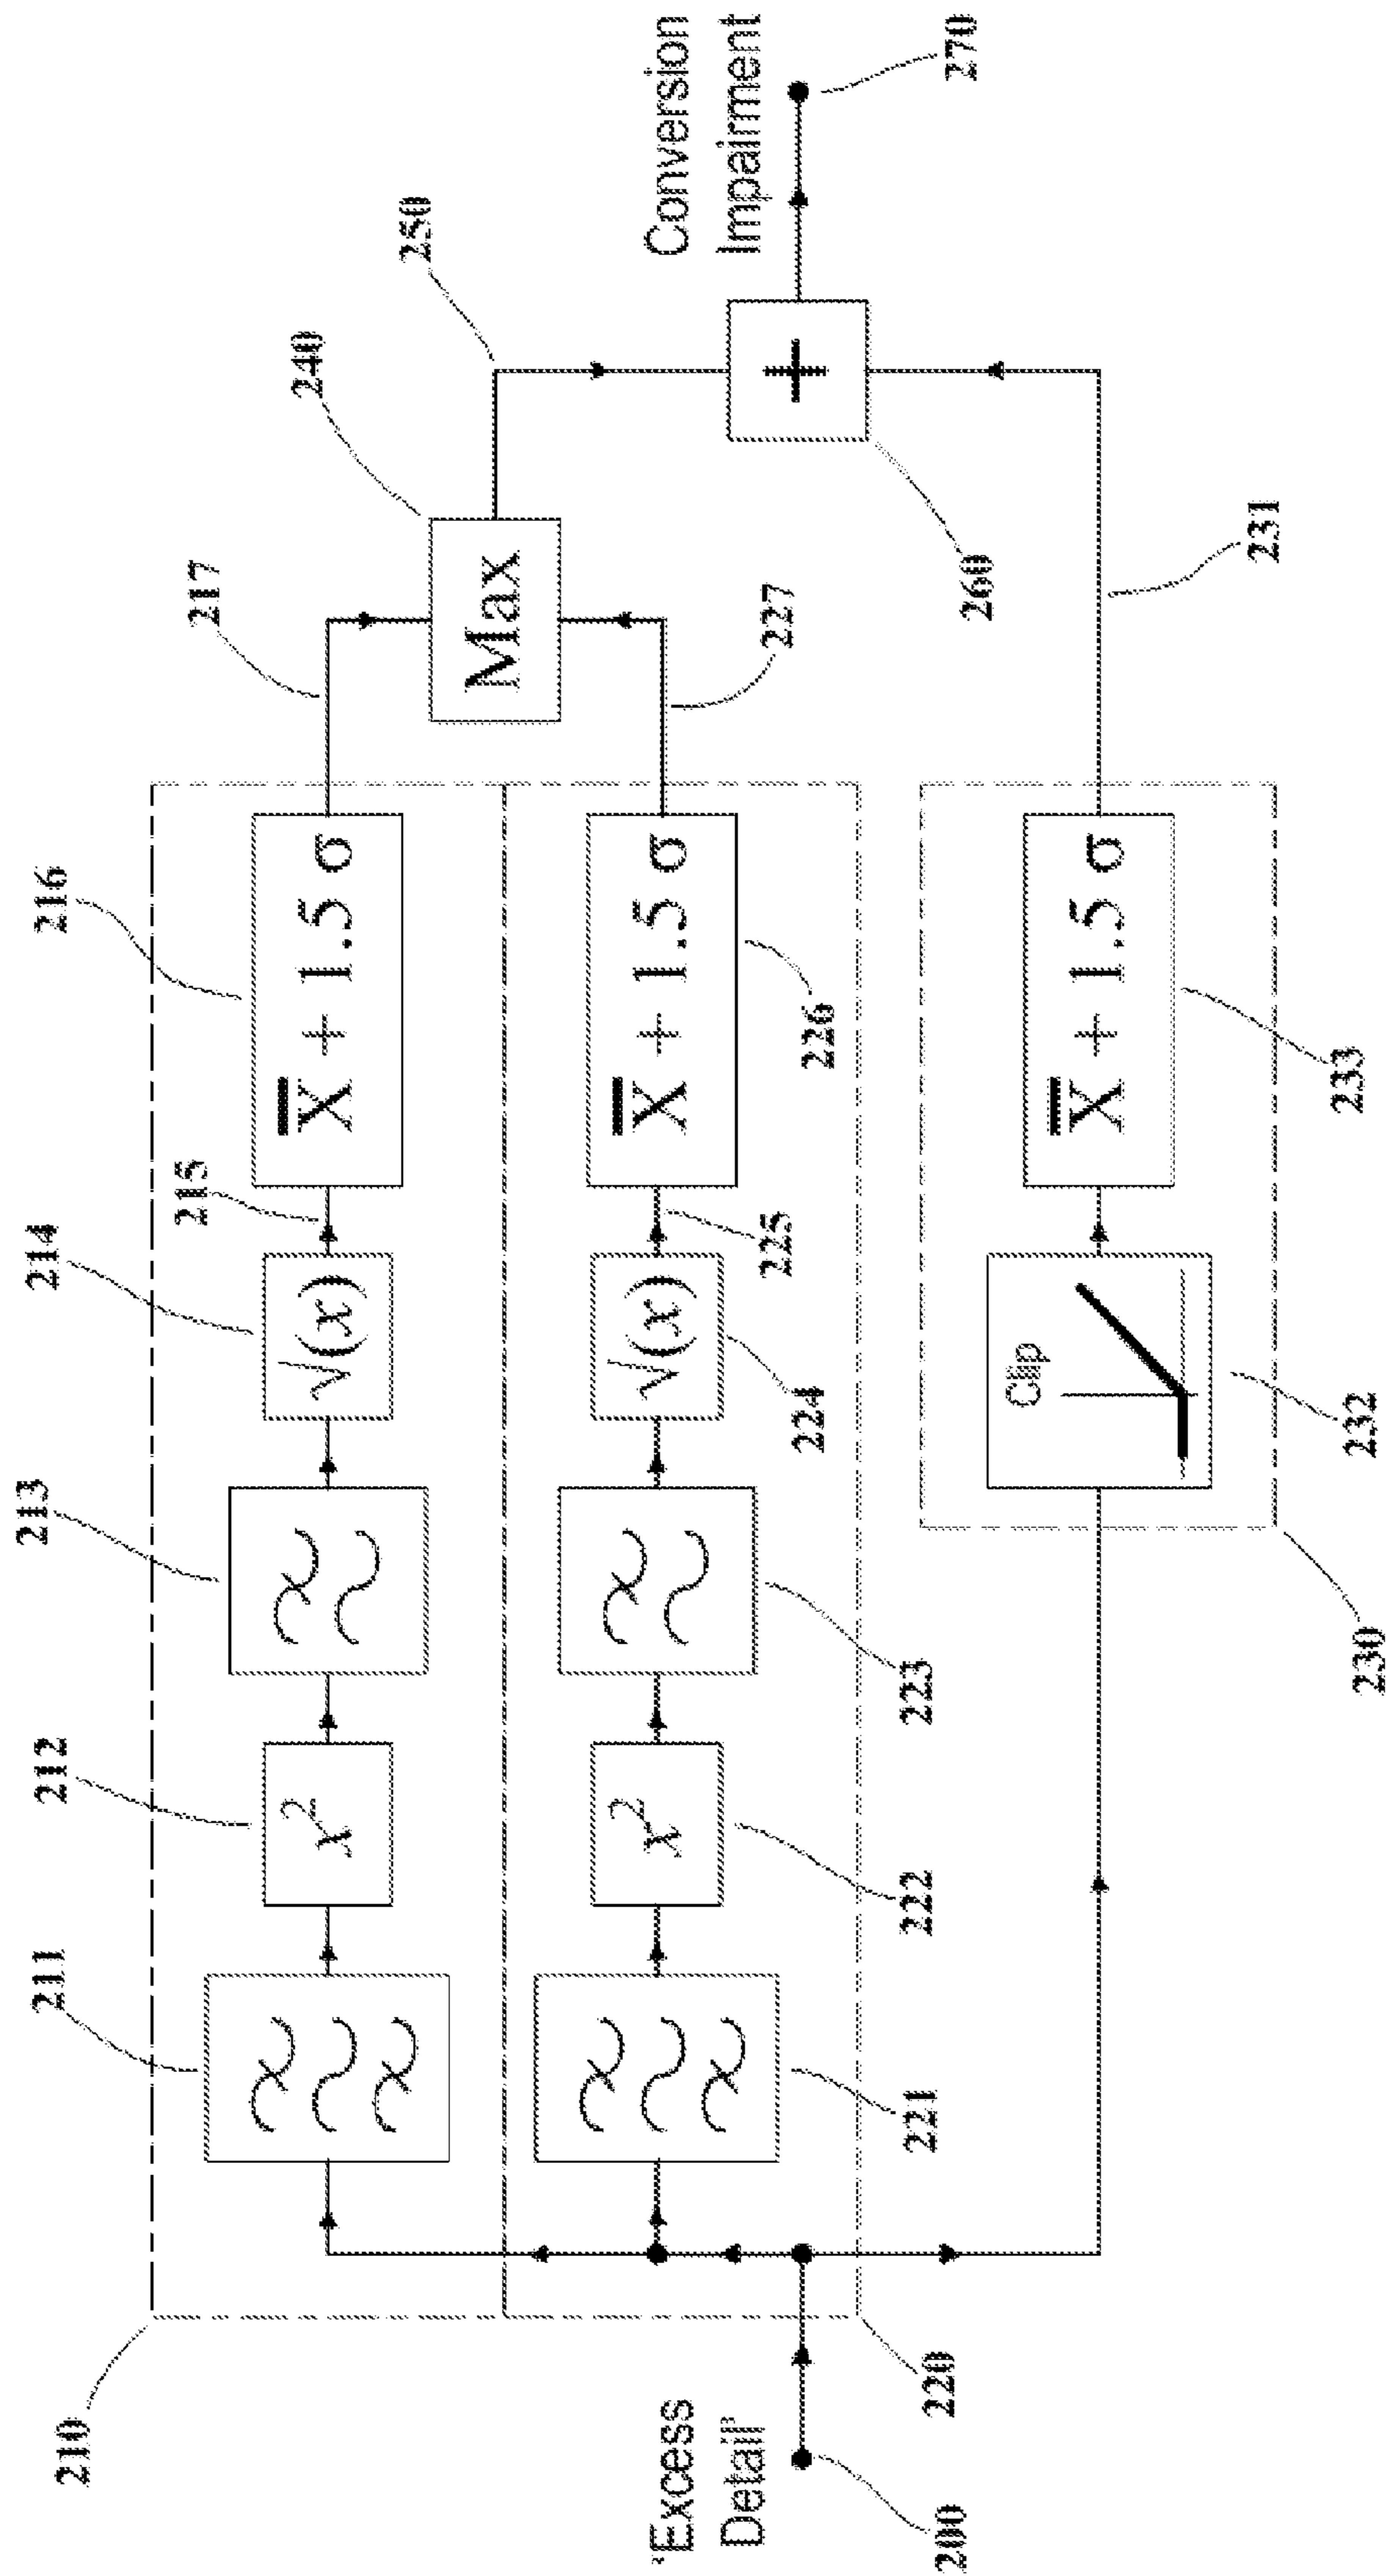 210
211
212
213
214
215
216
217
240
250
x²
√(x)
X̅ + 1.5 σ
Max
Conversion
Impairment
270
'Excess
Detail'
200
220
221
222
223
224
225
226
227
x²
√(x)
X̅ + 1.5 σ
+
260
Clip
X̅ + 1.5 σ
230
232
233
231